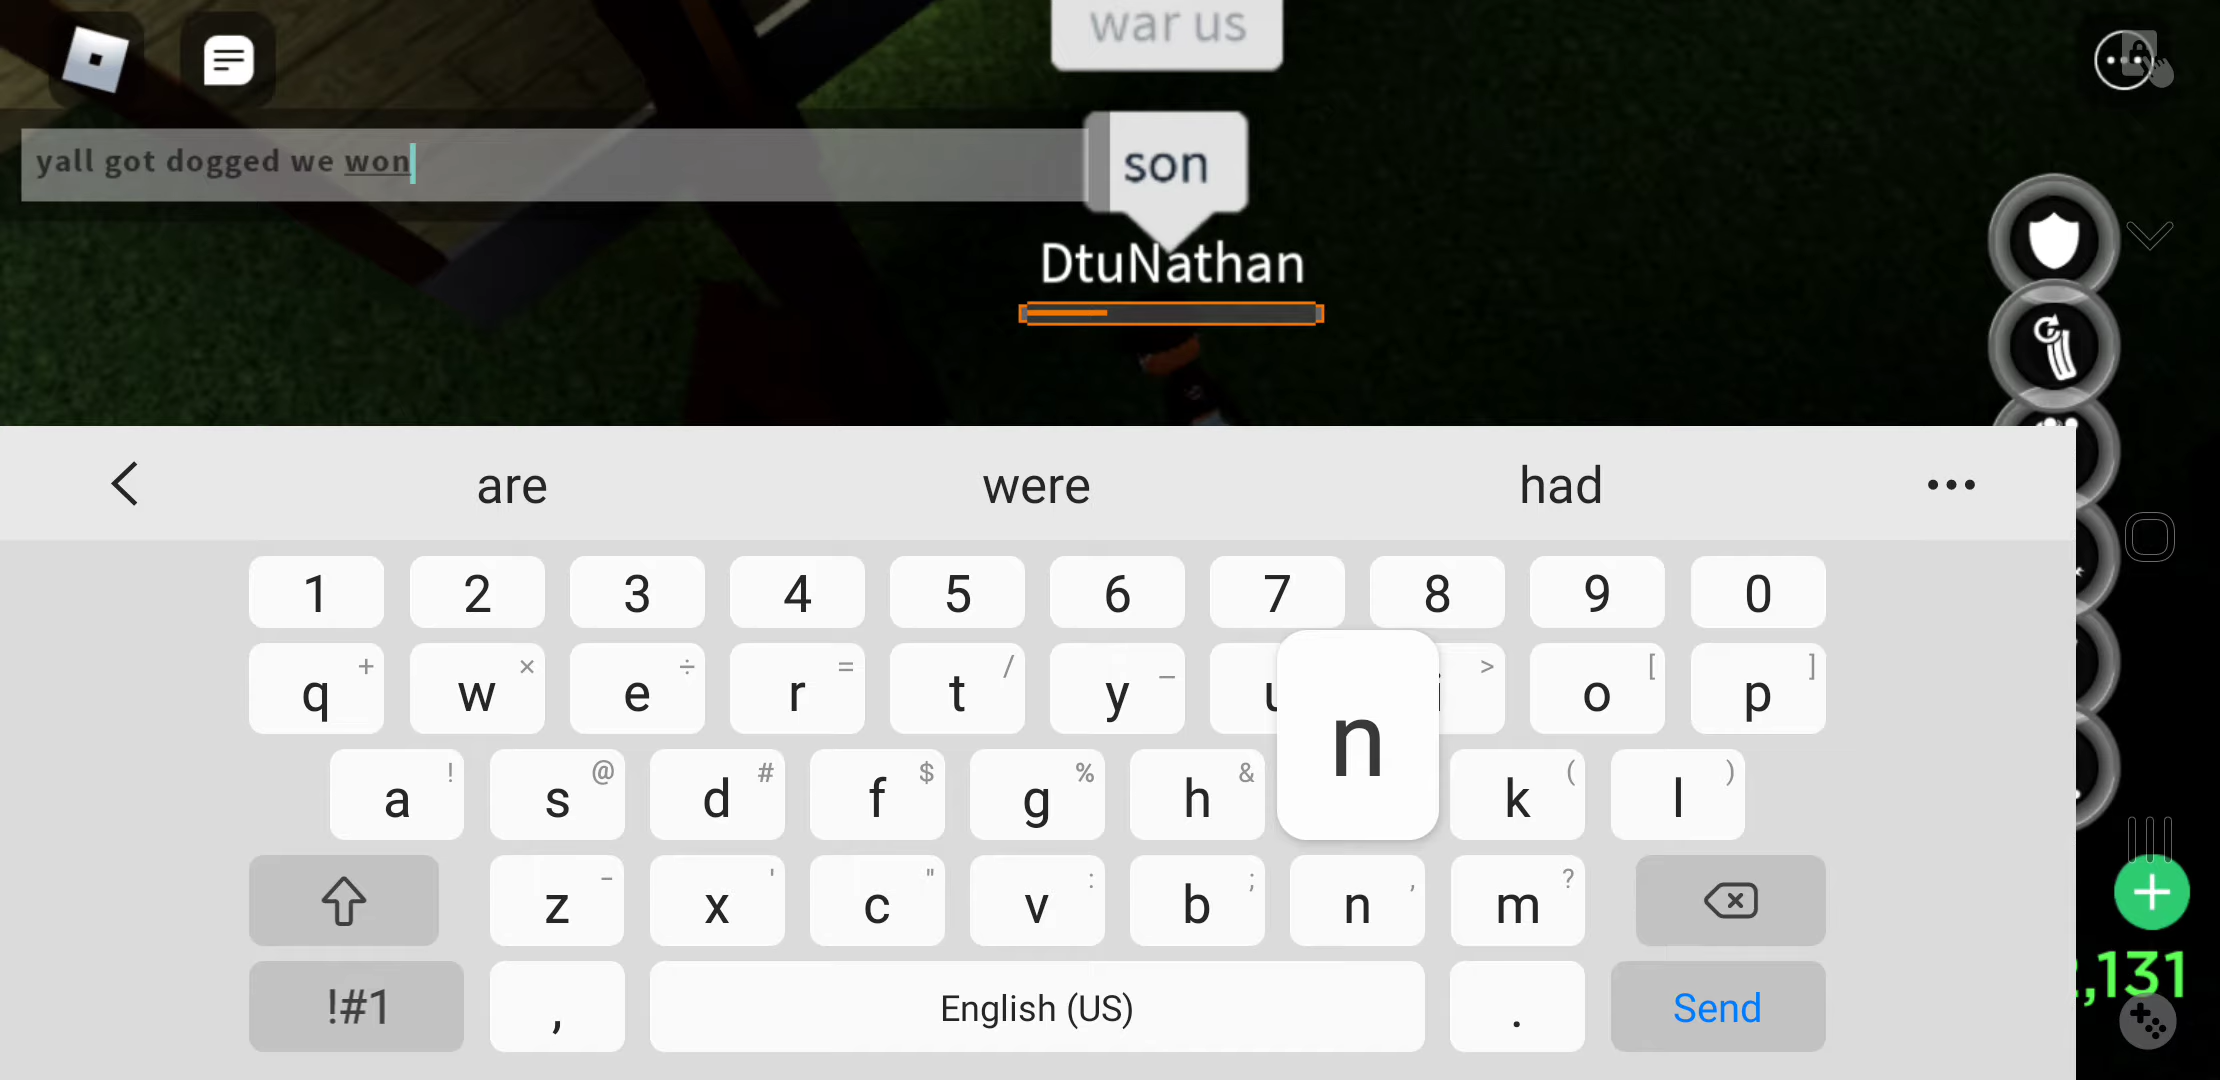 war us
yall got dogged we won
son
DtuNathan
are were had
1 2 3 4 5 6 7 8 9 0
+ × ÷ = / _ > [ ]
q w e r t y u i o p
! @ # $ % & ( )
a s d f g h n k l
- ' " : ; , ?
z x c v b n m
!#1 , English (US) . Send
,131